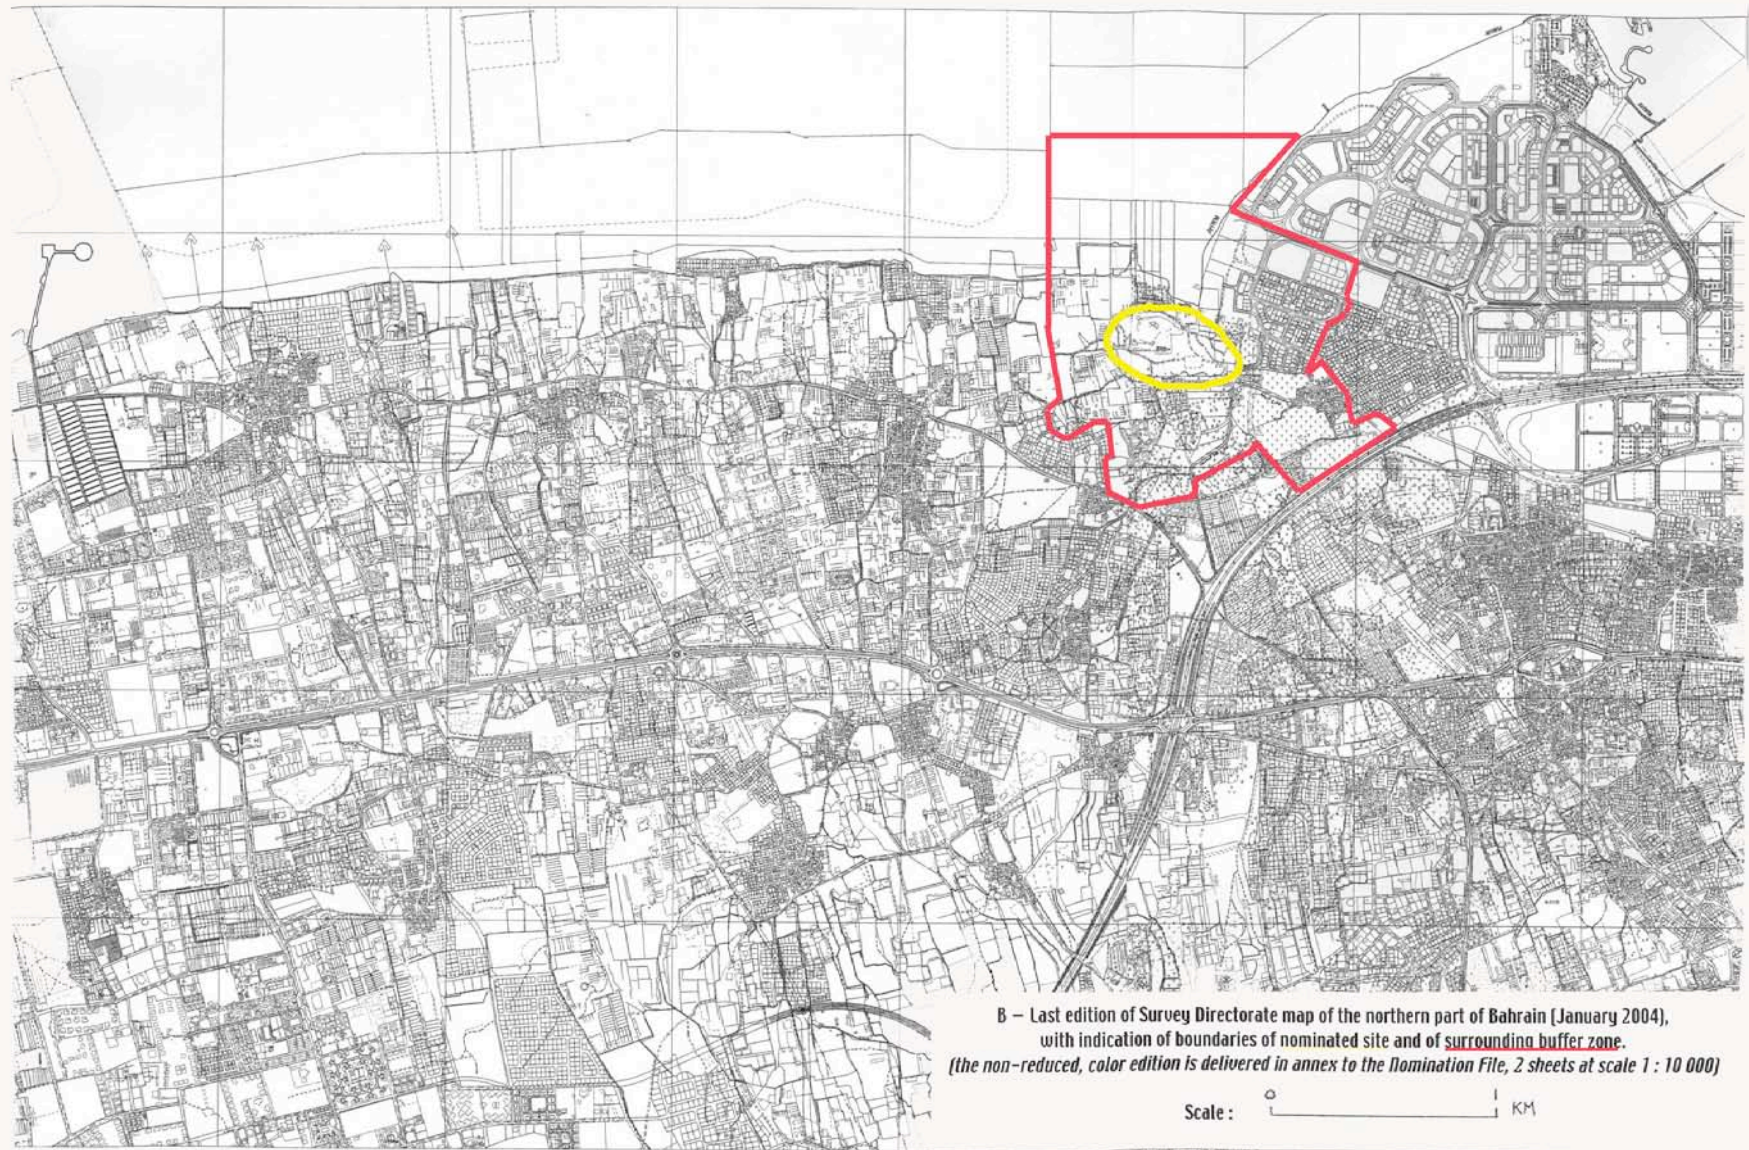 B – Last edition of Survey Directorate map of the northern part of Bahrain (January 2004),
with indication of boundaries of nominated site and of surrounding buffer zone.
(the non-reduced, color edition is delivered in annex to the Nomination File, 2 sheets at scale 1 : 10 000)
0 1
Scale : KM